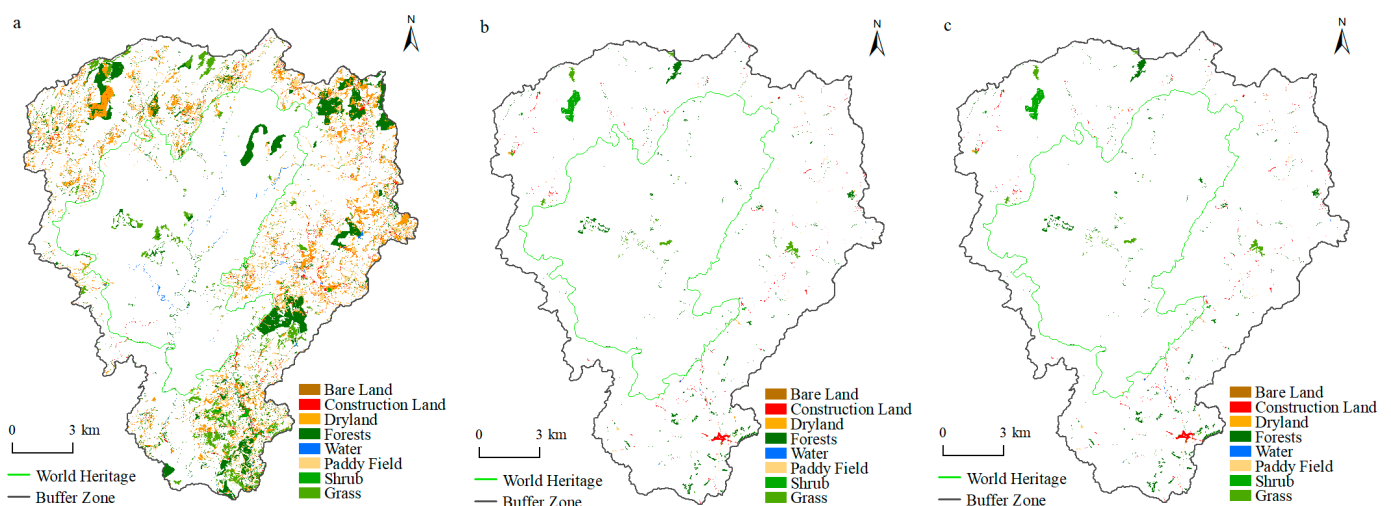 a
N
Bare Land
Construction Land
Dryland
Forests
Water
Paddy Field
Shrub
Grass
0 3 km
World Heritage
Buffer Zone
b
N
Bare Land
Construction Land
Dryland
Forests
Water
Paddy Field
Shrub
Grass
0 3 km
World Heritage
Buffer Zone
c
N
Bare Land
Construction Land
Dryland
Forests
Water
Paddy Field
Shrub
Grass
0 3 km
World Heritage
Buffer Zone